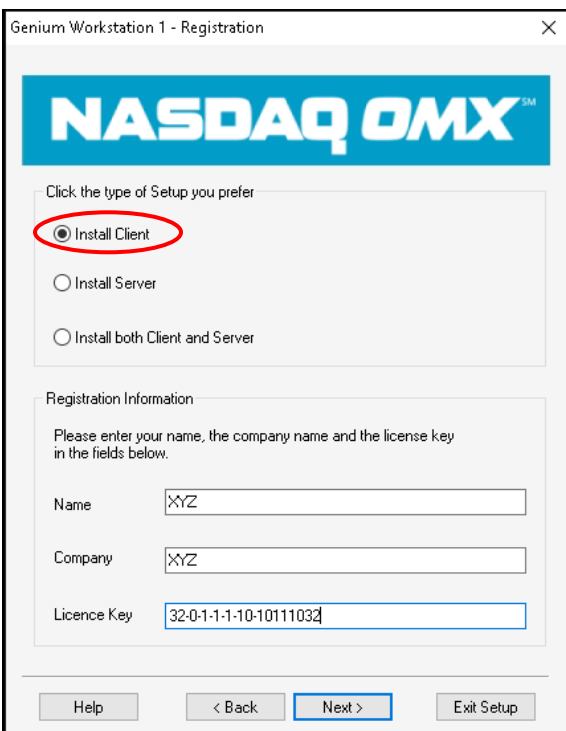 Genium Workstation 1 - Registration
NASDAQ OMX℠
Click the type of Setup you prefer
Install Client
Install Server
Install both Client and Server
Registration Information
Please enter your name, the company name and the license key
in the fields below.
Name XYZ
Company XYZ
Licence Key 32-0-1-1-1-10-10111032
Help < Back Next > Exit Setup